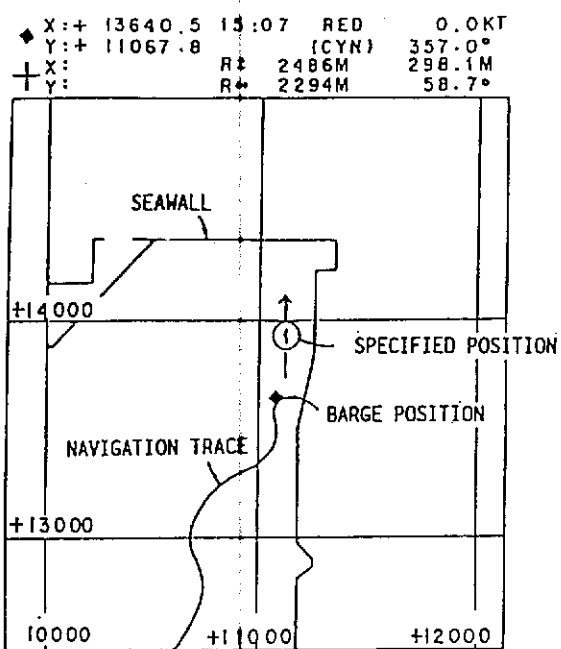 ◆ X:+ 13640.5 15:07 RED 0.0KT
Y:+ 11067.8 (CYN) 357.0°
+ X: R↕ 2486M 298.1M
Y: R↔ 2294M 58.7°
SEAWALL
+14000
SPECIFIED POSITION
BARGE POSITION
NAVIGATION TRACE
+13000
10000 +11000 +12000